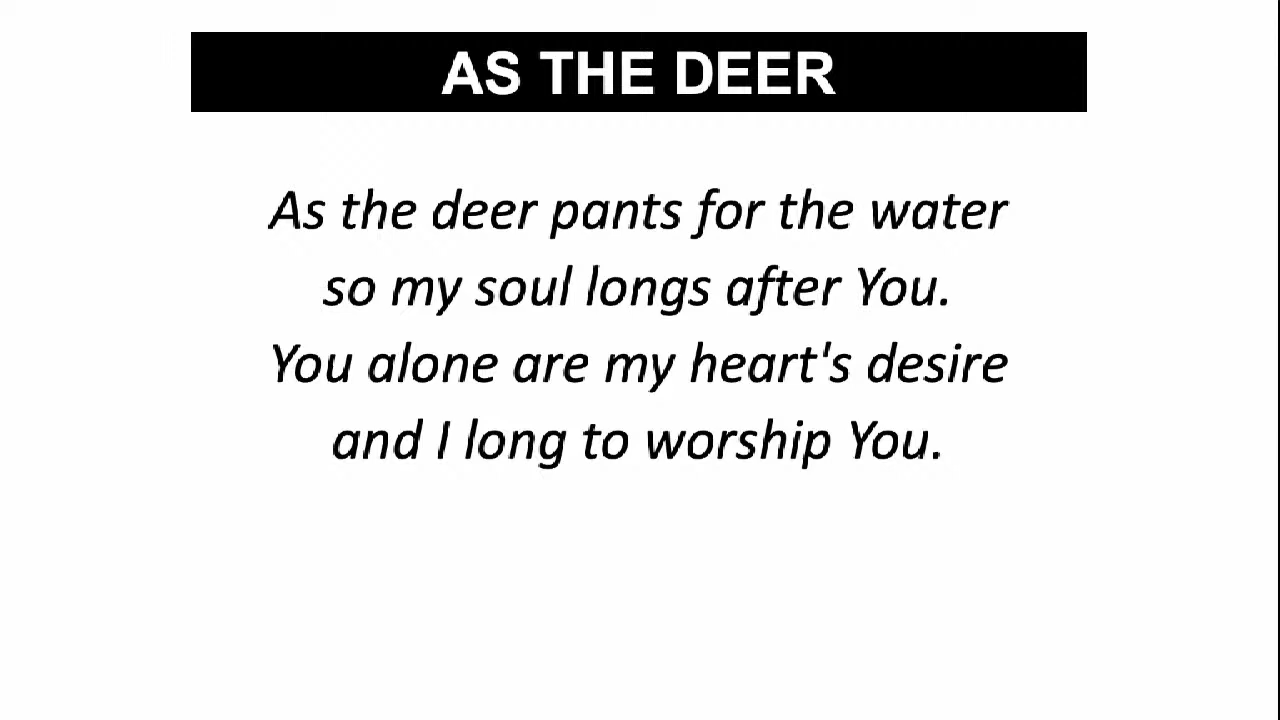 AS THE DEER
As the deer pants for the water
so my soul longs after You.
You alone are my heart's desire
and I long to worship You.